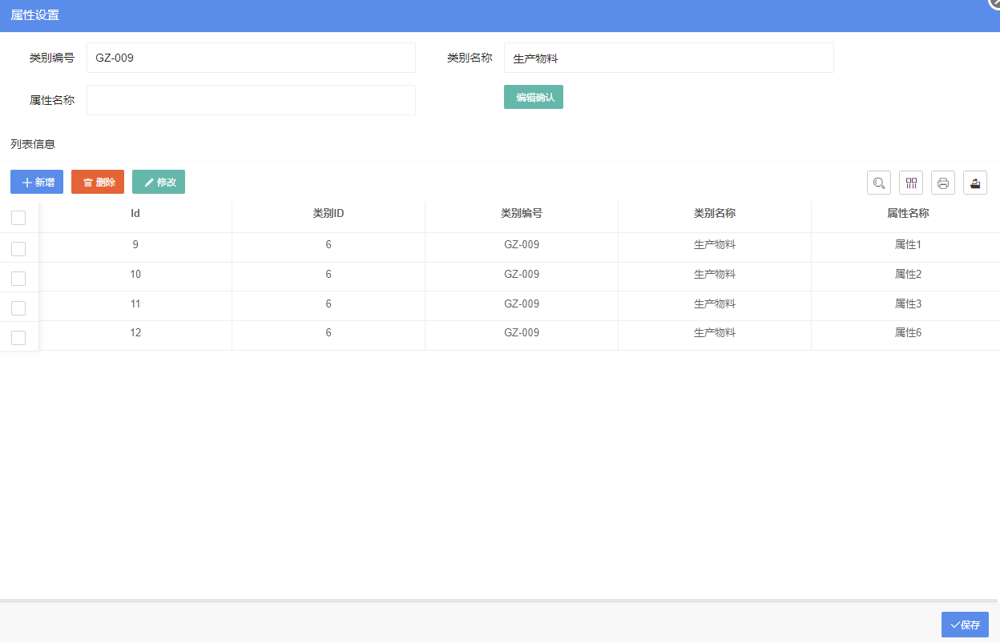 属性设置
类别编号 GZ-009 类别名称 生产物料
属性名称 编辑确认
列表信息
新增 删除 修改
Id 类别ID 类别编号 类别名称 属性名称
9 6 GZ-009 生产物料 属性1
10 6 GZ-009 生产物料 属性2
11 6 GZ-009 生产物料 属性3
12 6 GZ-009 生产物料 属性6
保存